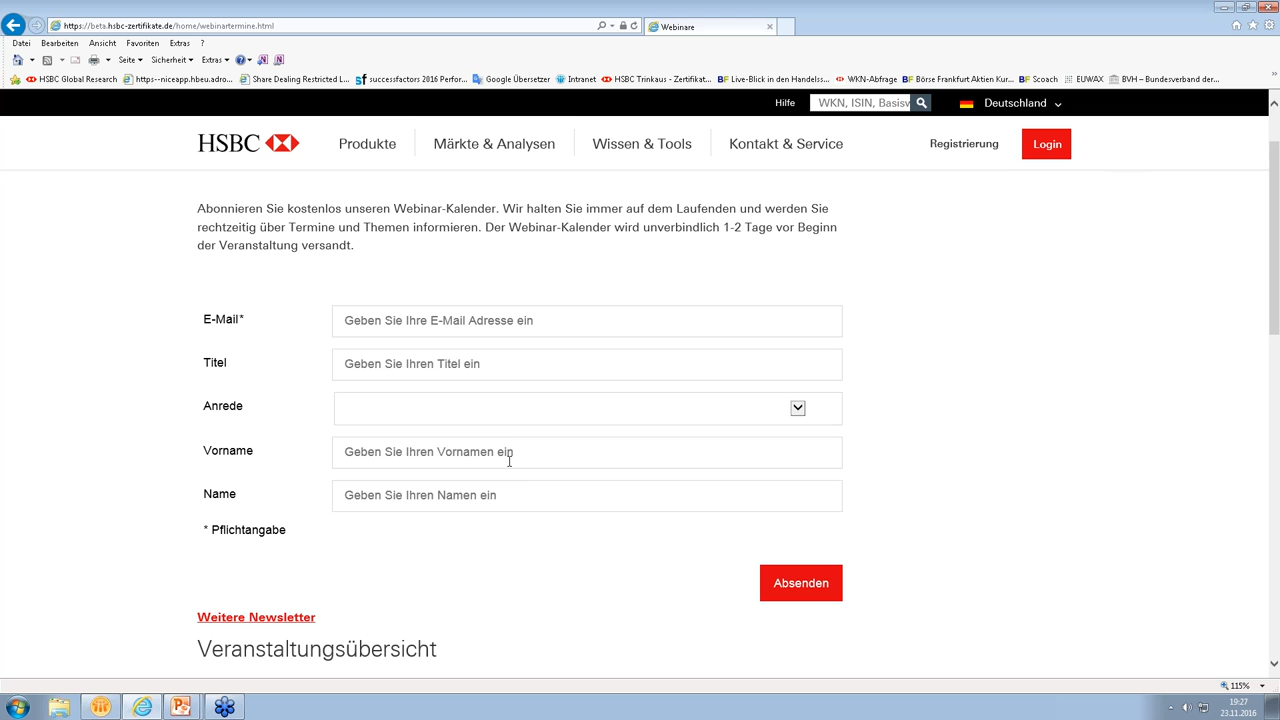 https://beta.hsbc-zertifikate.de/home/webinartermine.html
Webinare
Datei Bearbeiten Ansicht Favoriten Extras ?
Seite Sicherheit Extras
HSBC Global Research https--niceapp.hbeu.adro... Share Dealing Restricted L... successfactors 2016 Perfor... Google Übersetzer Intranet HSBC Trinkaus - Zertifikat... Live-Blick in den Handelss... WKN-Abfrage Börse Frankfurt Aktien Kur... Scoach EUWAX BVH – Bundesverband der...
Hilfe WKN, ISIN, Basisv Deutschland
HSBC Produkte Märkte & Analysen Wissen & Tools Kontakt & Service Registrierung Login
Abonnieren Sie kostenlos unseren Webinar-Kalender. Wir halten Sie immer auf dem Laufenden und werden Sie
rechtzeitig über Termine und Themen informieren. Der Webinar-Kalender wird unverbindlich 1-2 Tage vor Beginn
der Veranstaltung versandt.
E-Mail* Geben Sie Ihre E-Mail Adresse ein
Titel Geben Sie Ihren Titel ein
Anrede
Vorname Geben Sie Ihren Vornamen ein
Name Geben Sie Ihren Namen ein
* Pflichtangabe
Absenden
Weitere Newsletter
Veranstaltungsübersicht
115%
19:27
23.11.2016